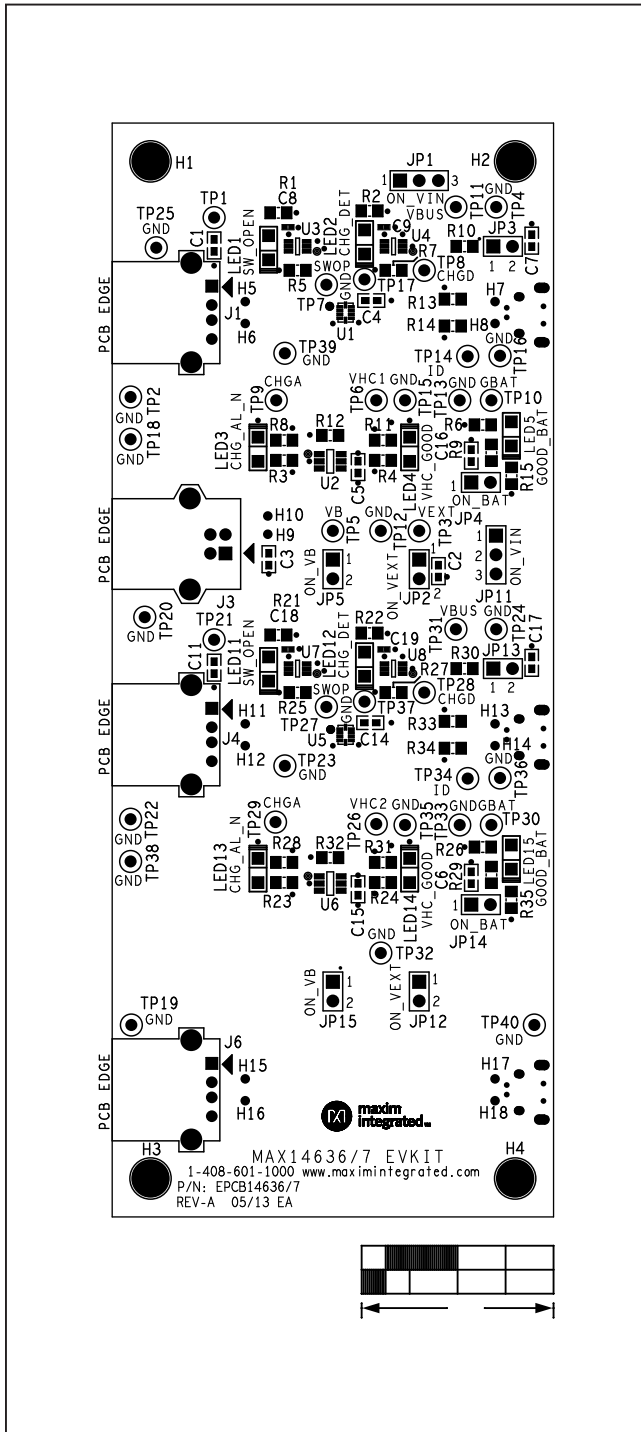 H1
H2
JP1
1 3
ON_VIN
R1
C8
R2
TP1
TP25
GND
C1
LED1
SW_OPEN
U3
LED2
CHG_DET
C9
U4
VBUS
TP11
GND
TP4
R10
JP3
1 2
C7
R5
SWOP
GND
R7
TP8
CHGD
TP7
TP17
C4
U1
PCB EDGE
H5
J1
H6
R13
R14
H7
H8
TP39
GND
TP14
ID
GND
TP16
CHGA
TP9
VHC1
TP6
GND
TP15
TP13
GND
GBAT
TP10
TP2
GND
TP18
GND
LED3
CHG_AL_N
R8
R3
R12
U2
C5
R11
R4
LED4
VHC_GOOD
C16
R6
R9
LED5
GOOD_BAT
R15
1 2
ON_BAT
JP4
PCB EDGE
H10
H9
C3
J3
VB
TP5
ON_VB
1
2
JP5
GND
TP12
VEXT
TP3
ON_VEXT
1
2
C2
JP2
1
2
3
ON_VIN
JP11
TP20
GND
TP21
C11
R21
C18
LED11
SW_OPEN
U7
LED12
CHG_DET
R22
C19
U8
VBUS
TP31
GND
TP24
R30
JP13
1 2
C17
R25
SWOP
GND
R27
TP28
CHGD
TP27
TP37
C14
U5
PCB EDGE
H11
J4
H12
R33
R34
H13
H14
TP23
GND
TP34
ID
GND
TP36
CHGA
TP29
VHC2
TP26
GND
TP35
TP33
GND
GBAT
TP30
TP22
GND
TP38
GND
LED13
CHG_AL_N
R28
R23
R32
U6
C15
R31
R24
LED14
VHC_GOOD
C6
R26
R29
LED15
GOOD_BAT
R35
1 2
ON_BAT
JP14
GND
TP32
ON_VB
1
2
JP15
ON_VEXT
1
2
JP12
TP19
GND
TP40
GND
PCB EDGE
J6
H15
H16
H17
H18
maxim
integrated™
H3
H4
MAX14636/7 EVKIT
1-408-601-1000 www.maximintegrated.com
P/N: EPCB14636/7
REV-A 05/13 EA